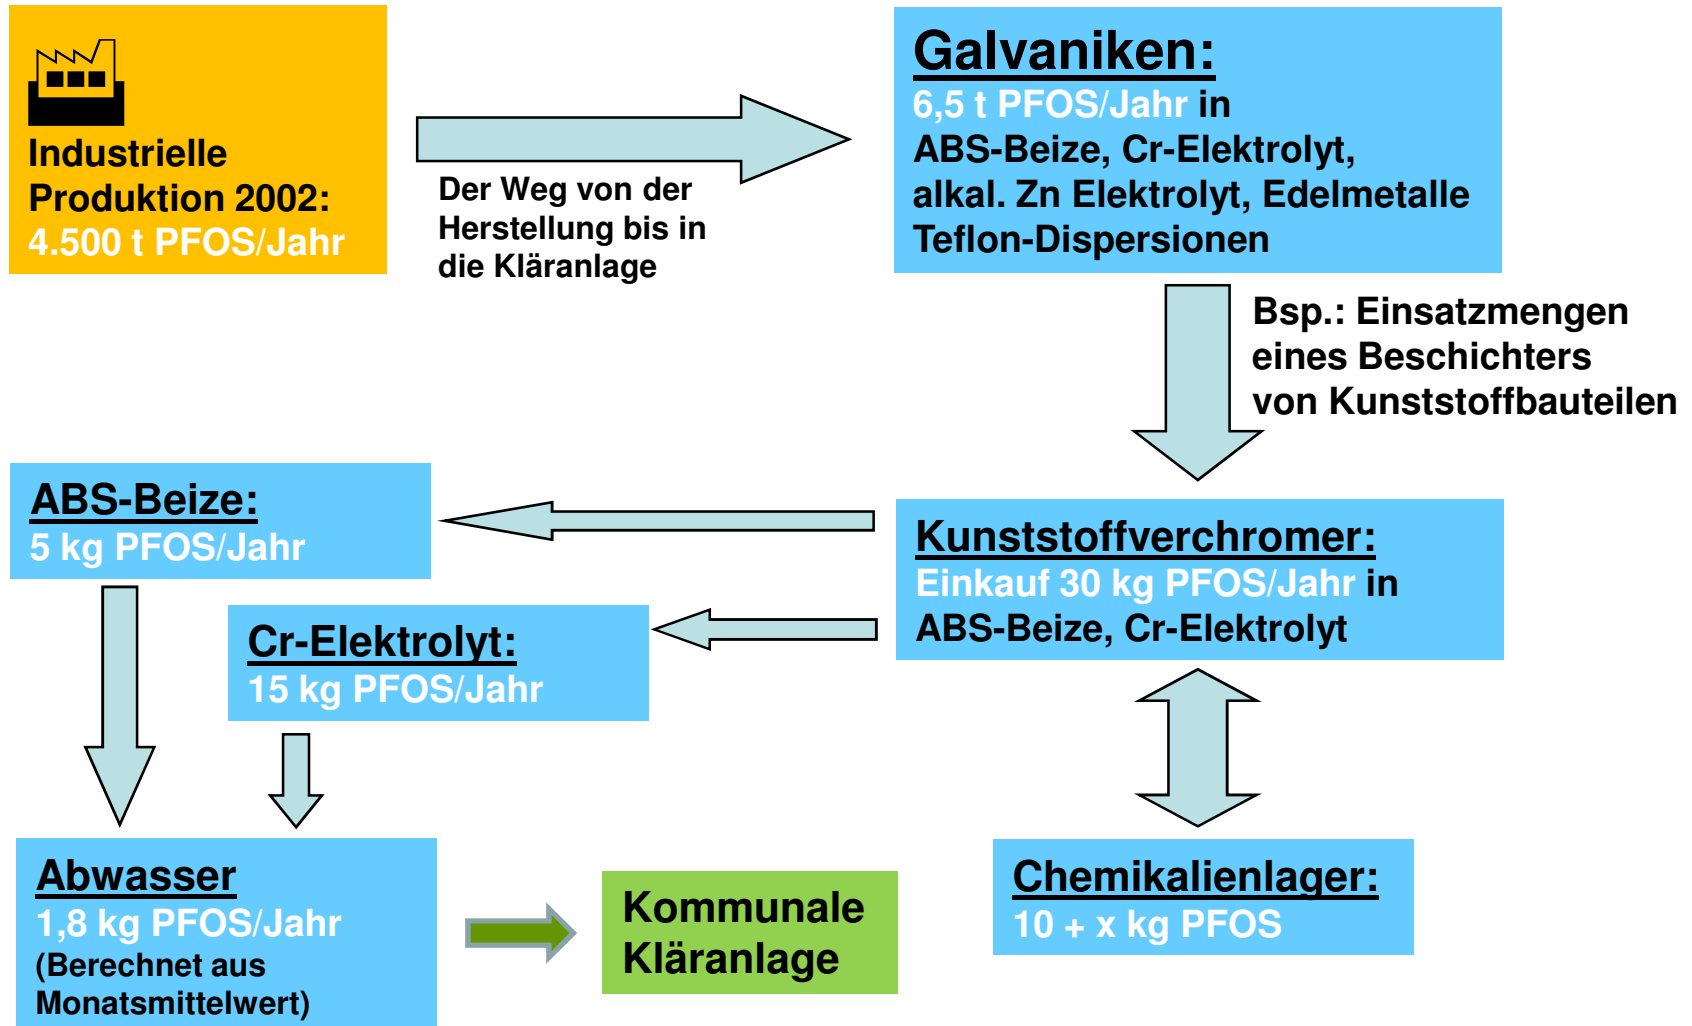 Industrielle
Produktion 2002:
4.500 t PFOS/Jahr
Der Weg von der
Herstellung bis in
die Kläranlage
Galvaniken:
6,5 t PFOS/Jahr in
ABS-Beize, Cr-Elektrolyt,
alkal. Zn Elektrolyt, Edelmetalle
Teflon-Dispersionen
Bsp.: Einsatzmengen
eines Beschichters
von Kunststoffbauteilen
Kunststoffverchromer:
Einkauf 30 kg PFOS/Jahr in
ABS-Beize, Cr-Elektrolyt
ABS-Beize:
5 kg PFOS/Jahr
Cr-Elektrolyt:
15 kg PFOS/Jahr
Chemikalienlager:
10 + x kg PFOS
Abwasser
1,8 kg PFOS/Jahr
(Berechnet aus
Monatsmittelwert)
Kommunale
Kläranlage